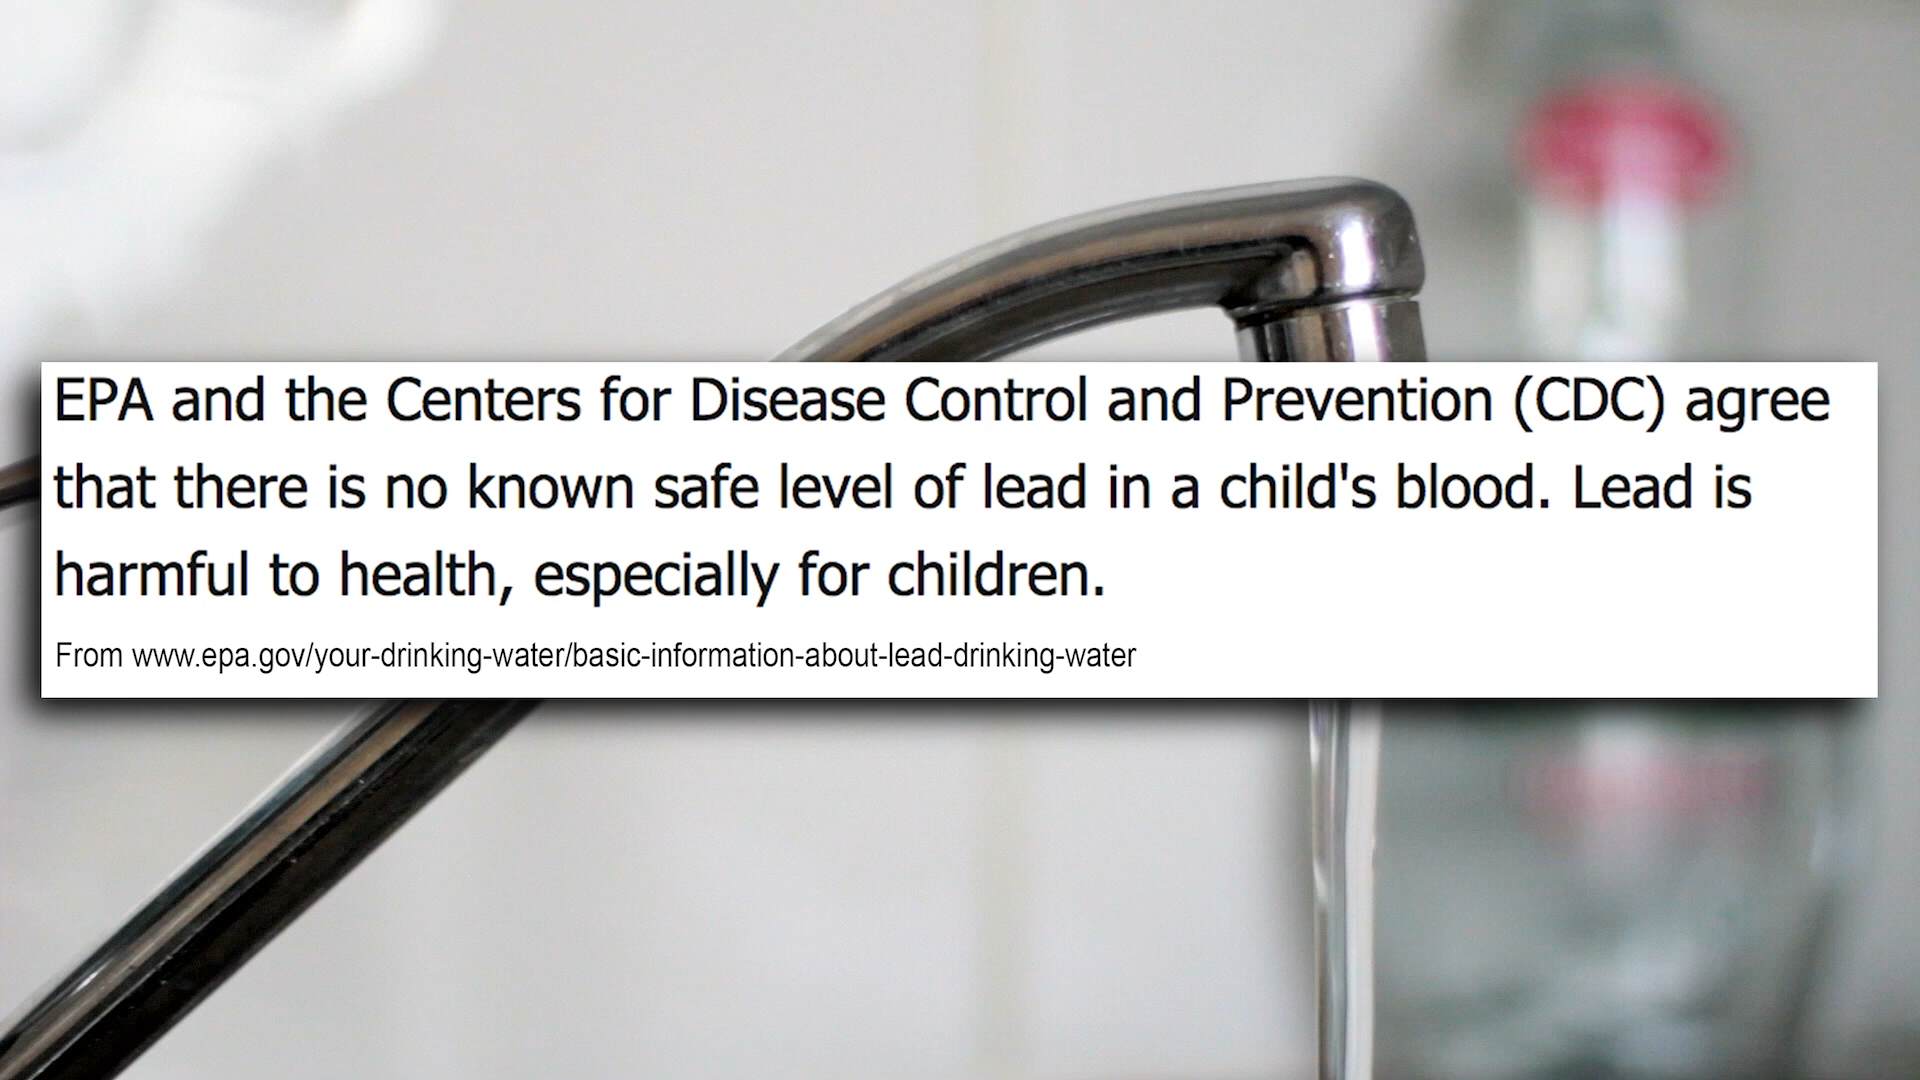 EPA and the Centers for Disease Control and Prevention (CDC) agree
that there is no known safe level of lead in a child's blood. Lead is
harmful to health, especially for children.
From www.epa.gov/your-drinking-water/basic-information-about-lead-drinking-water